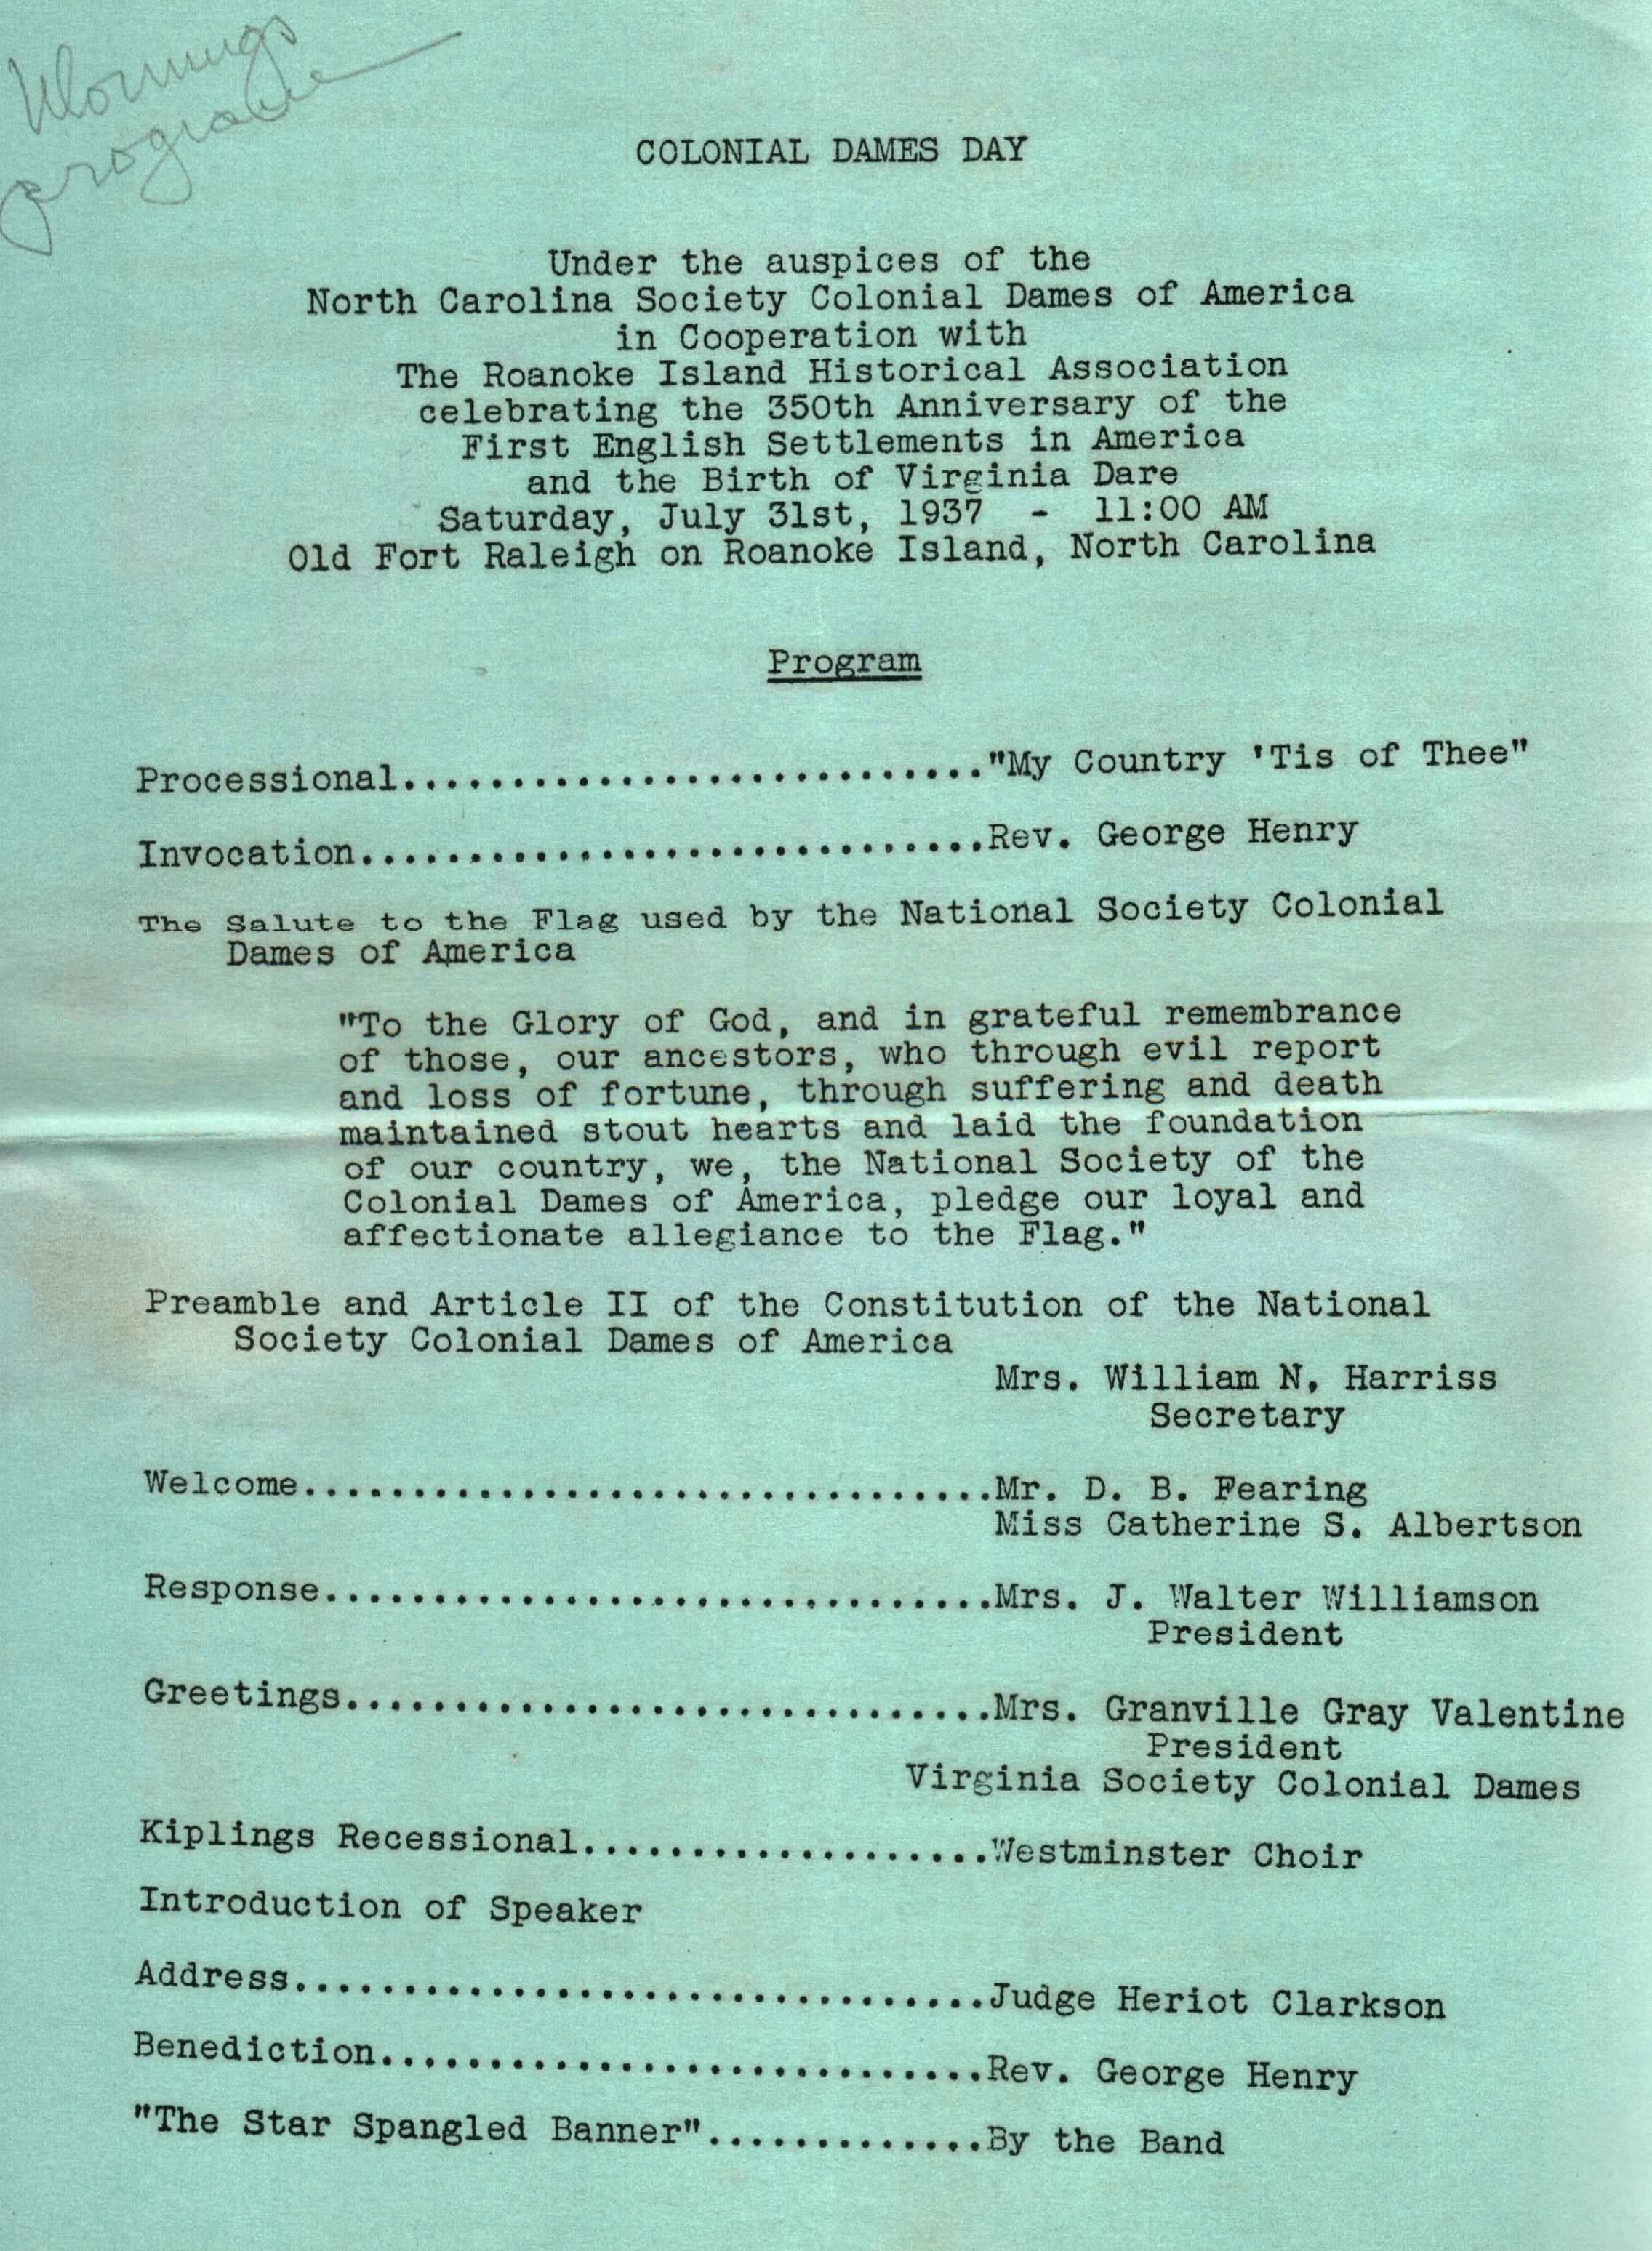 Mornings
program
COLONIAL DAMES DAY
Under the auspices of the
North Carolina Society Colonial Dames of America
in Cooperation with
The Roanoke Island Historical Association
celebrating the 350th Anniversary of the
First English Settlements in America
and the Birth of Virginia Dare
Saturday, July 31st, 1937 - 11:00 AM
Old Fort Raleigh on Roanoke Island, North Carolina
Program
Processional..........................."My Country 'Tis of Thee"
Invocation.............................Rev. George Henry
The Salute to the Flag used by the National Society Colonial
Dames of America
"To the Glory of God, and in grateful remembrance
of those, our ancestors, who through evil report
and loss of fortune, through suffering and death
maintained stout hearts and laid the foundation
of our country, we, the National Society of the
Colonial Dames of America, pledge our loyal and
affectionate allegiance to the Flag."
Preamble and Article II of the Constitution of the National
Society Colonial Dames of America
Mrs. William N, Harriss
Secretary
Welcome................................Mr. D. B. Fearing
Miss Catherine S. Albertson
Response...............................Mrs. J. Walter Williamson
President
Greetings..............................Mrs. Granville Gray Valentine
President
Virginia Society Colonial Dames
Kiplings Recessional...................Westminster Choir
Introduction of Speaker
Address................................Judge Heriot Clarkson
Benediction............................Rev. George Henry
"The Star Spangled Banner".............By the Band